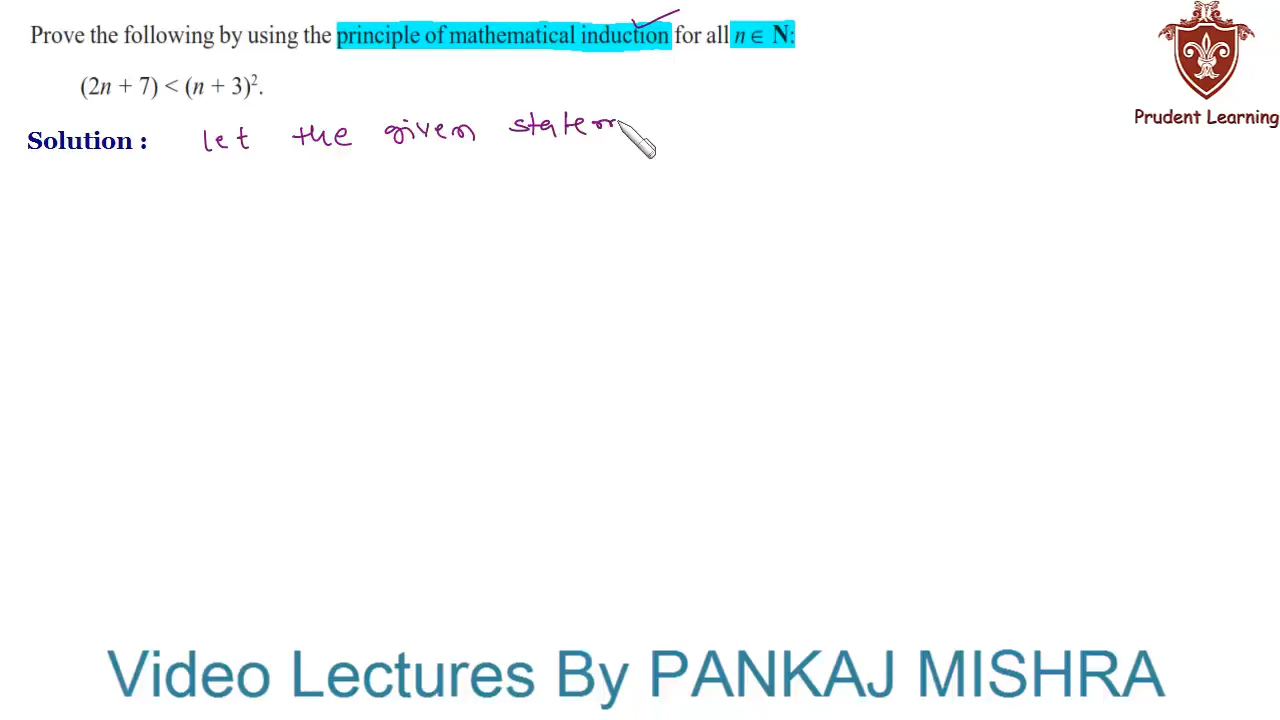 Prove the following by using the principle of mathematical induction for all n ∈ N:
(2n + 7) < (n + 3)².
Prudent Learning
Solution : let the given statem
Video Lectures By PANKAJ MISHRA